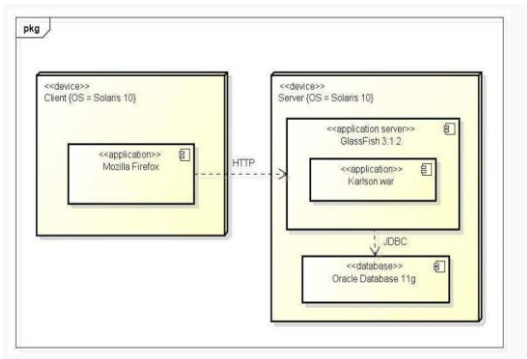 pkg
<<device>>
Client {OS = Solaris 10}
<<application>>
Mozilla Firefox
HTTP
<<device>>
Server {OS = Solaris 10}
<<application server>>
GlassFish 3.1.2
<<application>>
Karlson.war
JDBC
<<database>>
Oracle Database 11g